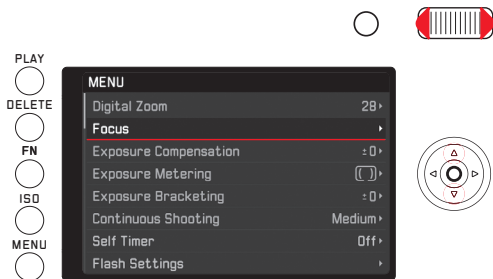 PLAY
DELETE
FN
ISO
MENU
MENU
Digital Zoom 28
Focus
Exposure Compensation ±0
Exposure Metering
Exposure Bracketing ±0
Continuous Shooting Medium
Self Timer Off
Flash Settings